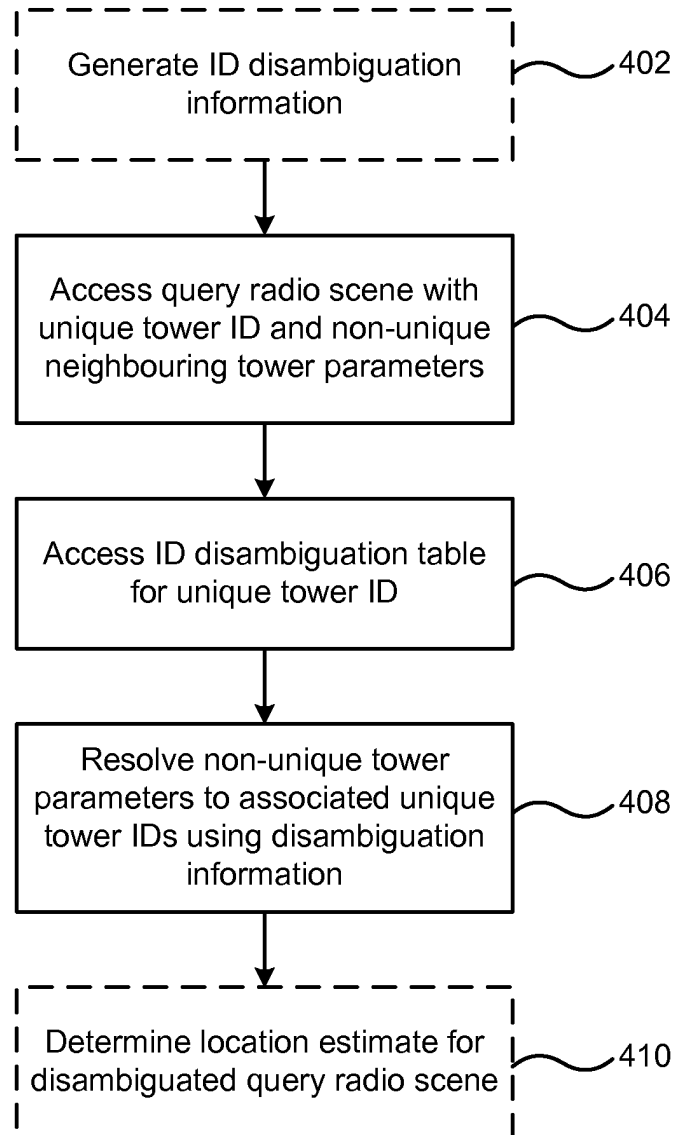 Generate ID disambiguation
information
402
Access query radio scene with
unique tower ID and non-unique
neighbouring tower parameters
404
Access ID disambiguation table
for unique tower ID
406
Resolve non-unique tower
parameters to associated unique
tower IDs using disambiguation
information
408
Determine location estimate for
disambiguated query radio scene
410